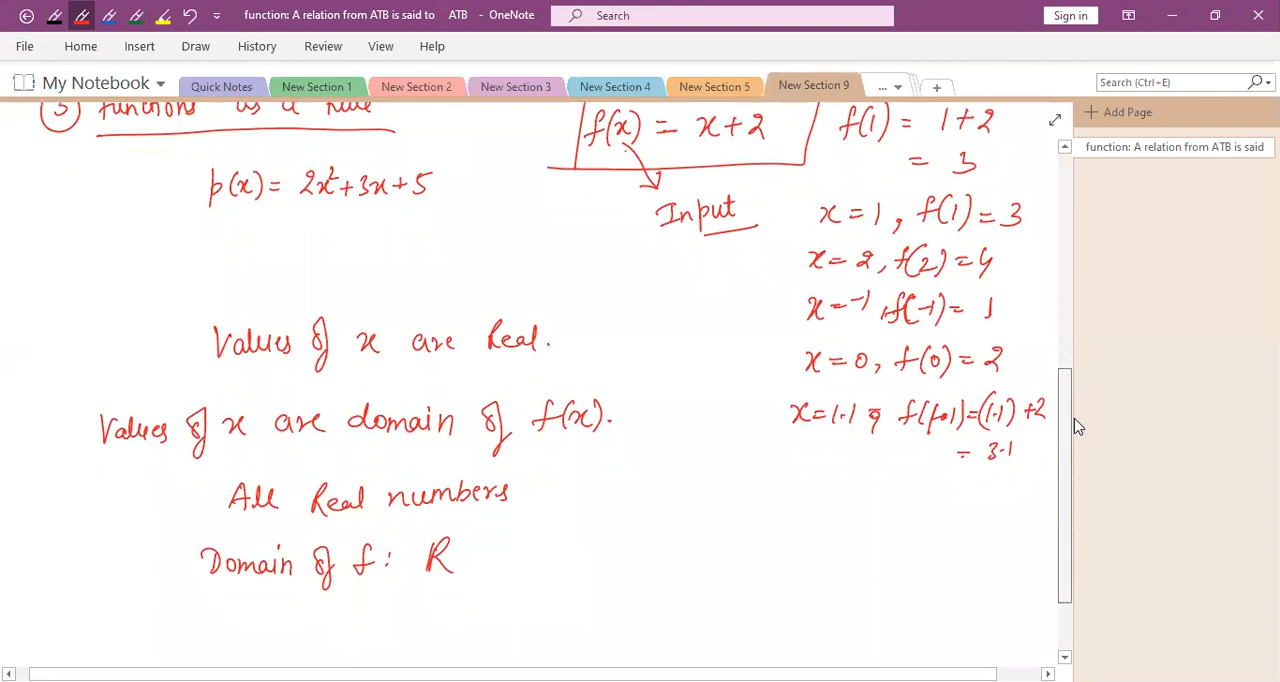 function: A relation from ATB is said to ATB - OneNote
Search
Sign in
File Home Insert Draw History Review View Help
My Notebook
Quick Notes
New Section 1
New Section 2
New Section 3
New Section 4
New Section 5
New Section 9
...
Search (Ctrl+E)
Add Page
function: A relation from ATB is said
3 functions as a rule
f(x) = x+2
f(1) = 1+2
= 3
p(x) = 2x²+3x+5
Input
x=1, f(1)=3
x=2, f(2)=4
x=-1, f(-1)=1
Values of x are Real.
x=0, f(0)=2
Values of x are domain of f(x).
x=1.1, f(1.1)=(1.1)+2
= 3.1
All Real numbers
Domain of f: R